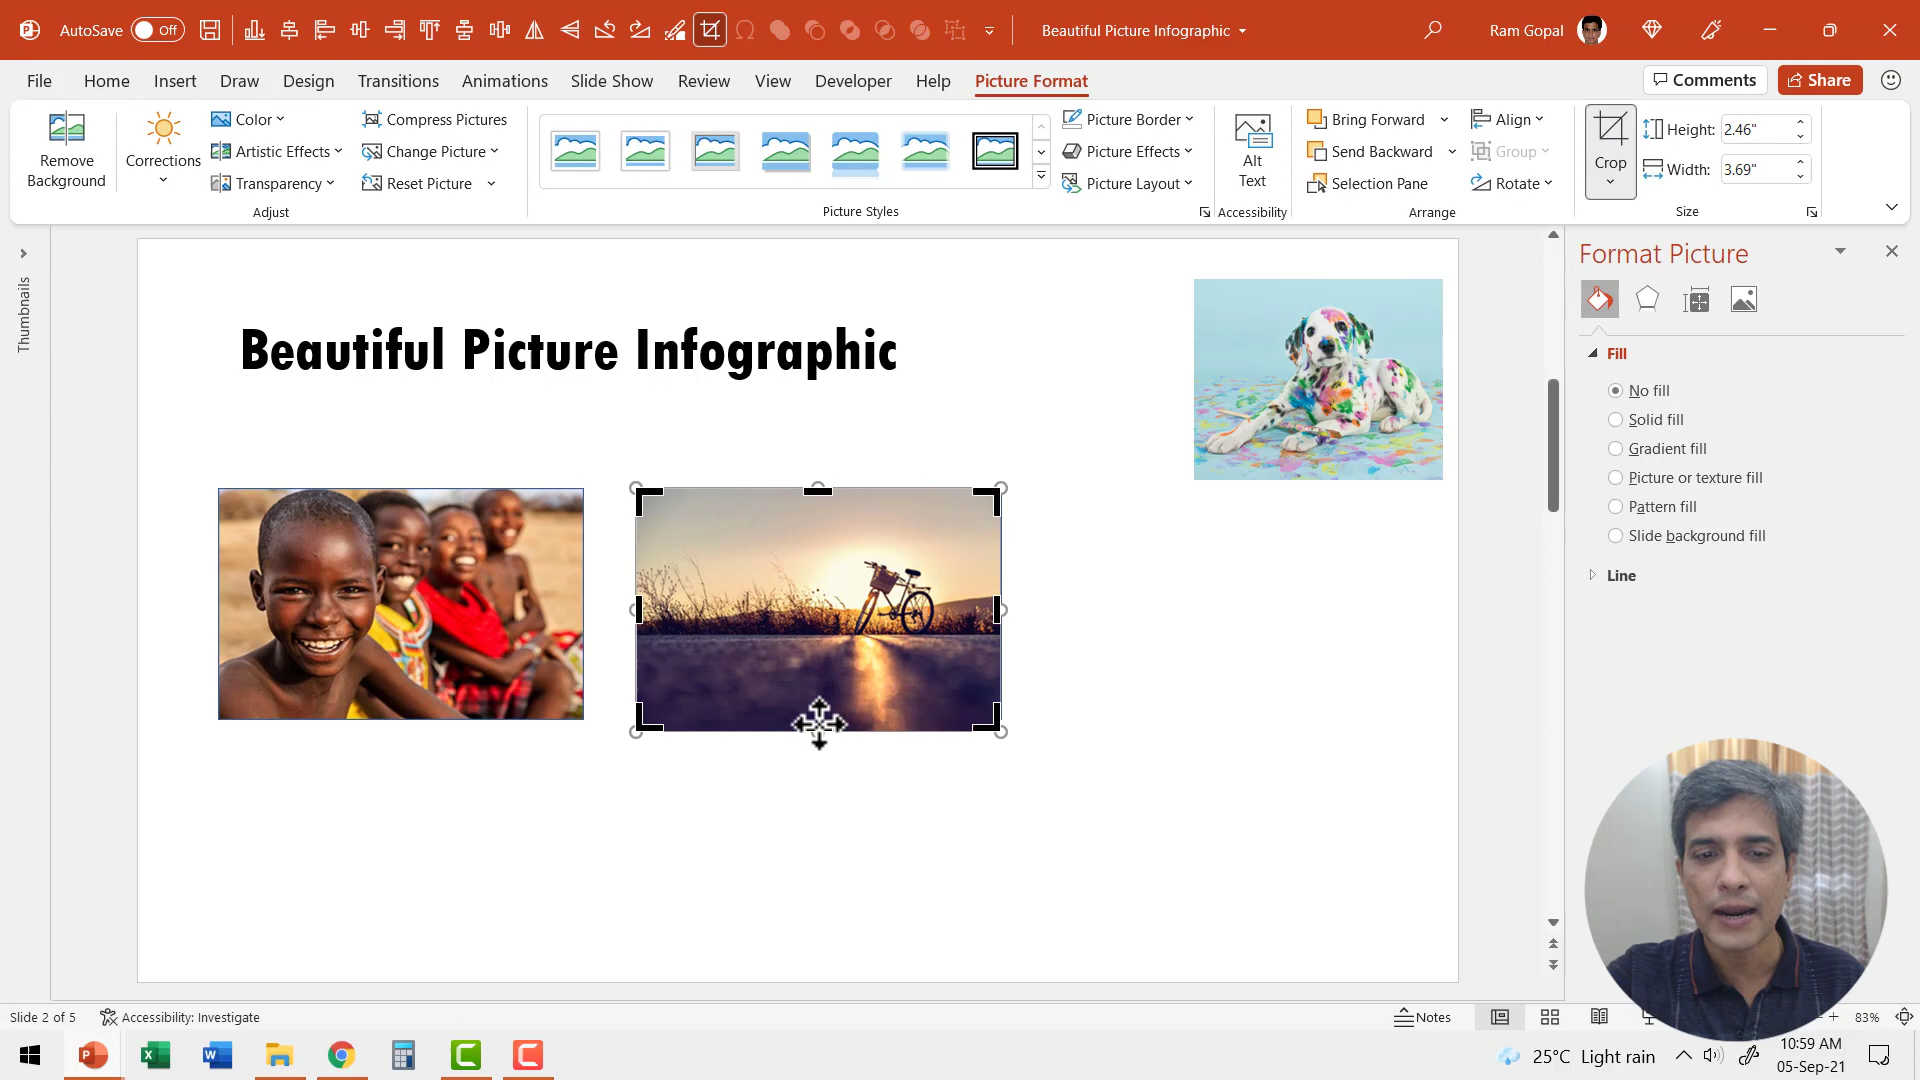 AutoSave Off
Beautiful Picture Infographic
Ram Gopal
File Home Insert Draw Design Transitions Animations Slide Show Review View Developer Help Picture Format
Comments Share
Remove Background
Corrections
Color
Artistic Effects
Transparency
Compress Pictures
Change Picture
Reset Picture
Adjust
Picture Styles
Picture Border
Picture Effects
Picture Layout
Alt Text
Accessibility
Bring Forward
Send Backward
Selection Pane
Align
Group
Rotate
Arrange
Crop
Height: 2.46"
Width: 3.69"
Size
Thumbnails
Beautiful Picture Infographic
Format Picture
Fill
No fill
Solid fill
Gradient fill
Picture or texture fill
Pattern fill
Slide background fill
Line
Slide 2 of 5 Accessibility: Investigate
Notes
83%
25°C Light rain
10:59 AM
05-Sep-21